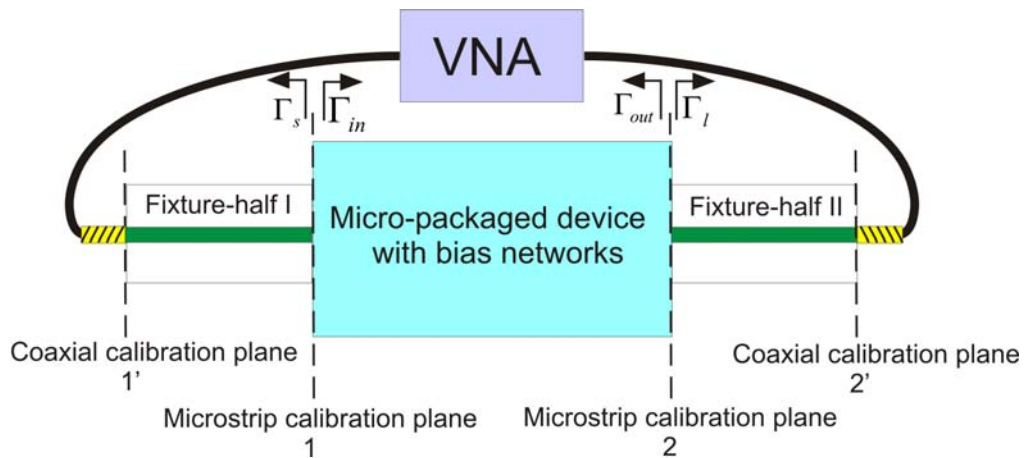 VNA
Γs
Γin
Γout
Γl
Fixture-half I
Micro-packaged device
with bias networks
Fixture-half II
Coaxial calibration plane
1’
Coaxial calibration plane
2’
Microstrip calibration plane
1
Microstrip calibration plane
2